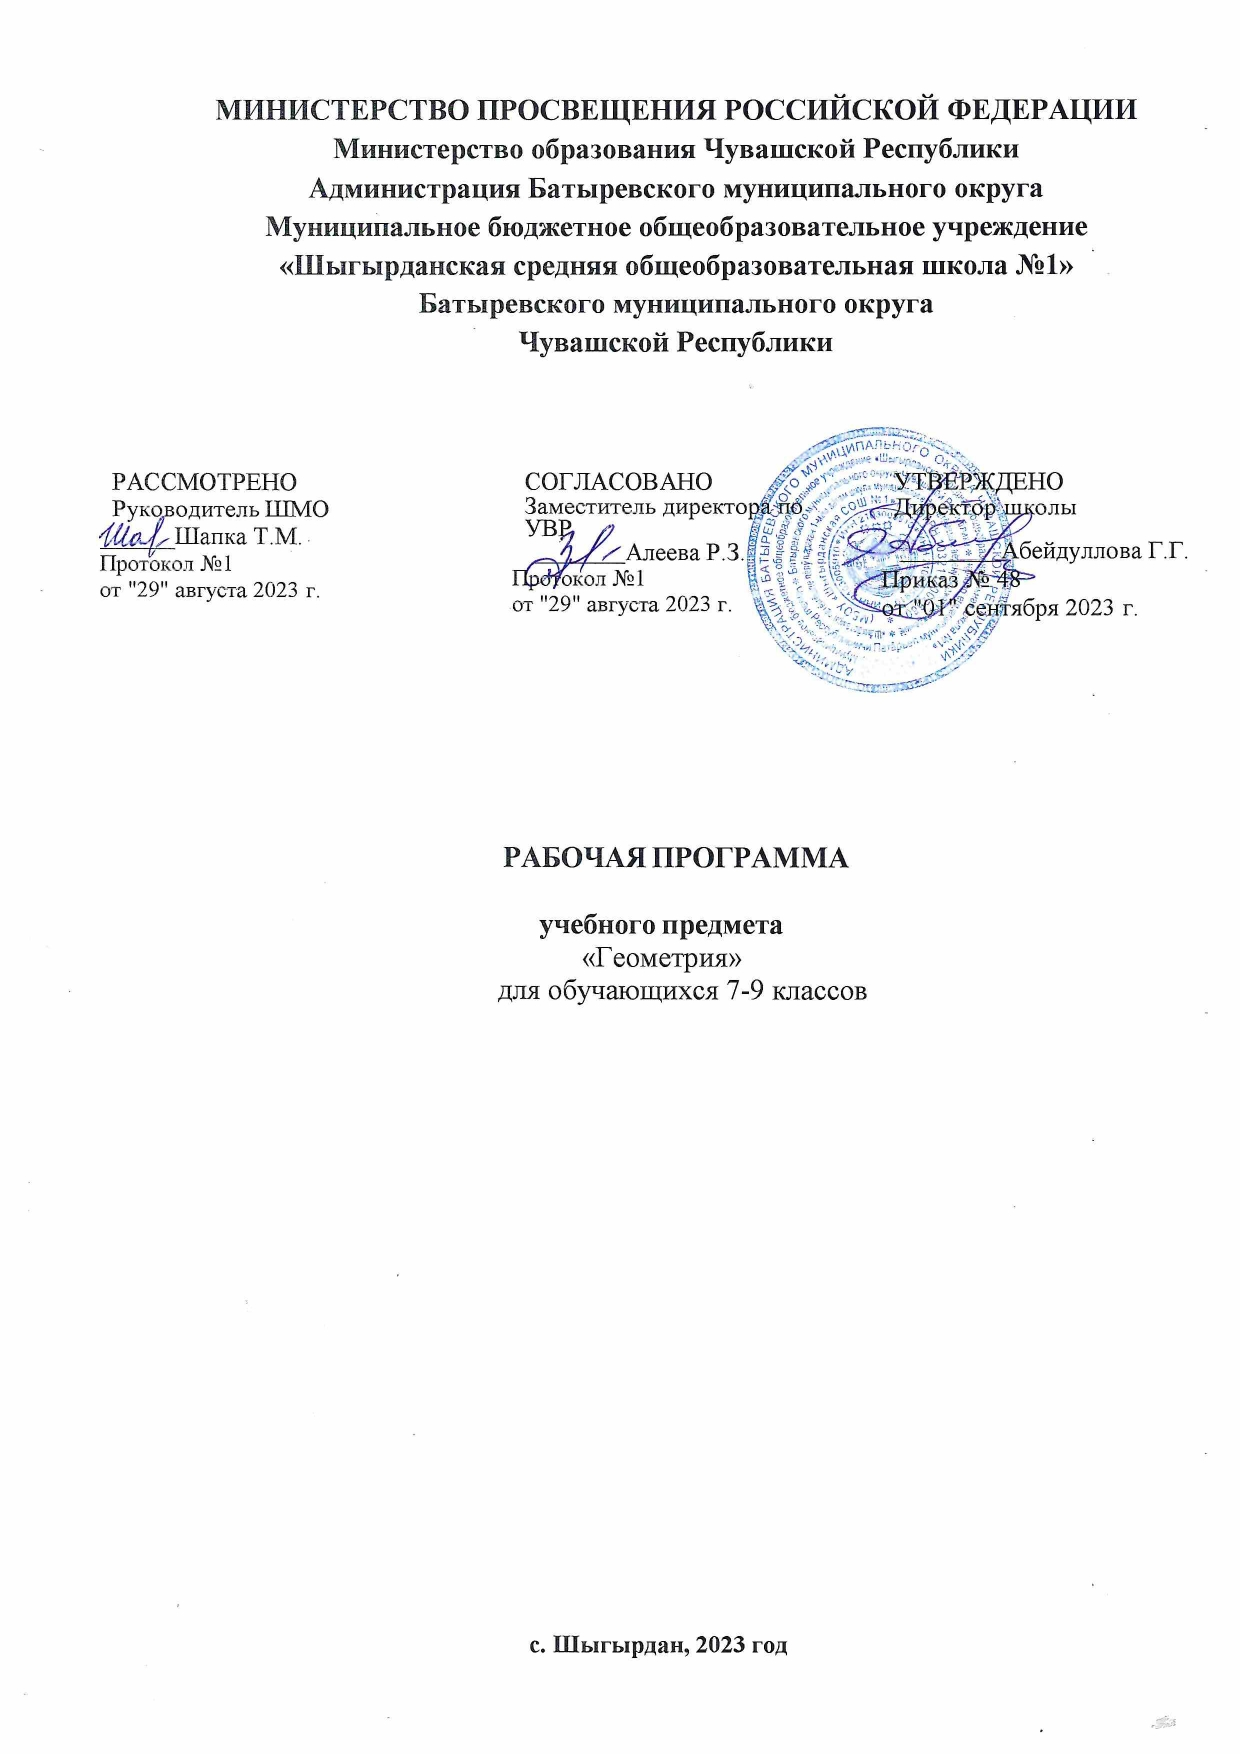 МИНИСТЕРСТВО ПРОСВЕЩЕНИЯ РОССИЙСКОЙ ФЕДЕРАЦИИ
Министерство образования Чувашской Республики
Администрация Батыревского муниципального округа
Муниципальное бюджетное общеобразовательное учреждение
«Шыгырданская средняя общеобразовательная школа №1»
Батыревского муниципального округа
Чувашской Республики
РАССМОТРЕНО
Руководитель ШМО
Шапка Т.М.
Протокол №1
от "29" августа 2023 г.
СОГЛАСОВАНО
Заместитель директора по
УВР
Алеева Р.З.
Протокол №1
от "29" августа 2023 г.
УТВЕРЖДЕНО
Директор школы
Абейдуллова Г.Г.
Приказ № 48
от "01" сентября 2023 г.
РАБОЧАЯ ПРОГРАММА
учебного предмета
«Геометрия»
для обучающихся 7-9 классов
с. Шыгырдан, 2023 год